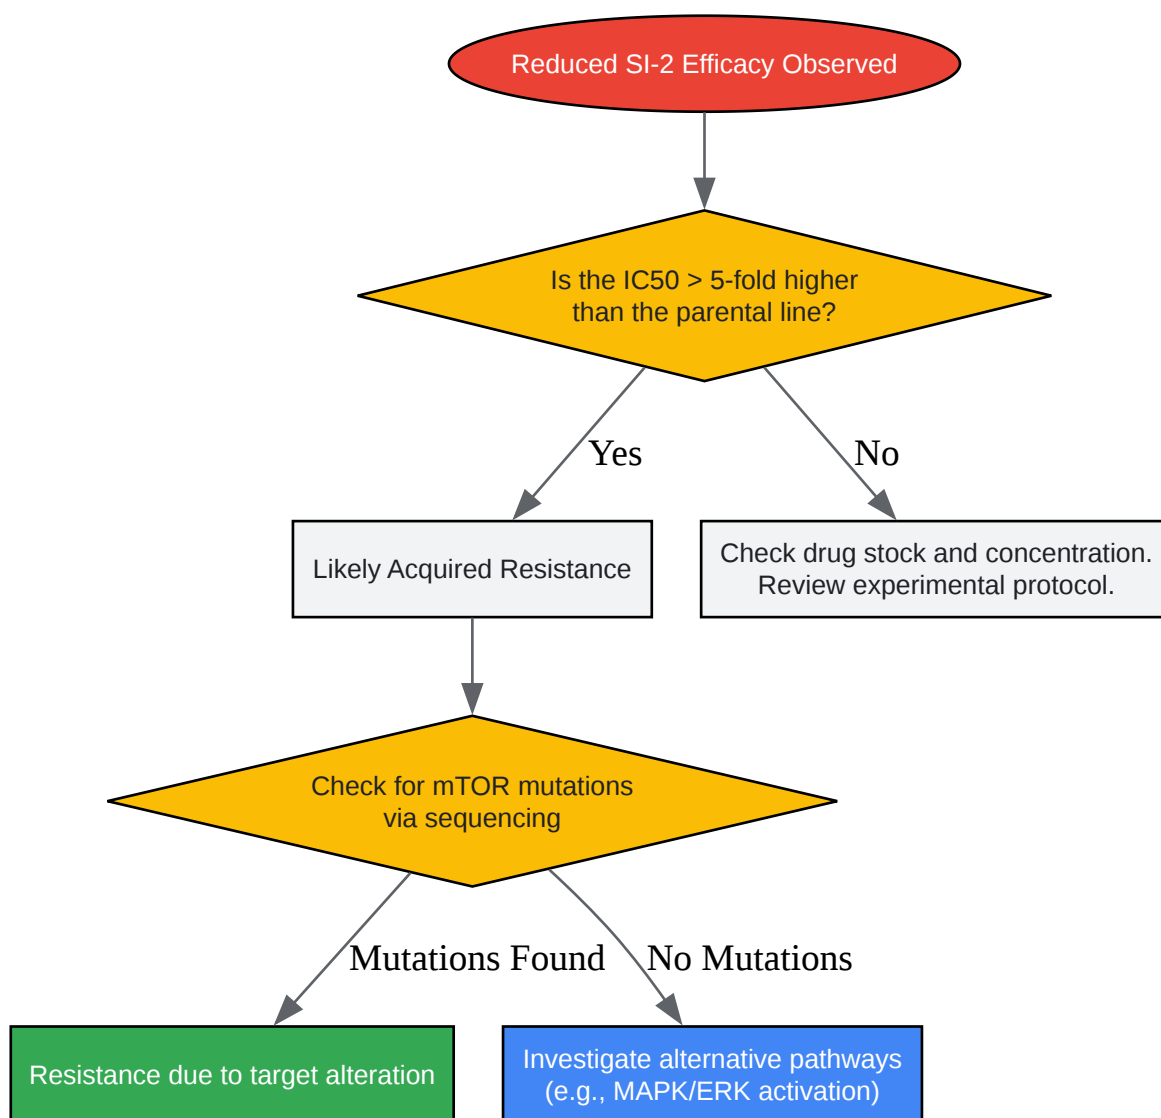 Reduced SI-2 Efficacy Observed
Is the IC50 > 5-fold higher
than the parental line?
Yes
No
Likely Acquired Resistance
Check drug stock and concentration.
Review experimental protocol.
Check for mTOR mutations
via sequencing
Mutations Found
No Mutations
Resistance due to target alteration
Investigate alternative pathways
(e.g., MAPK/ERK activation)